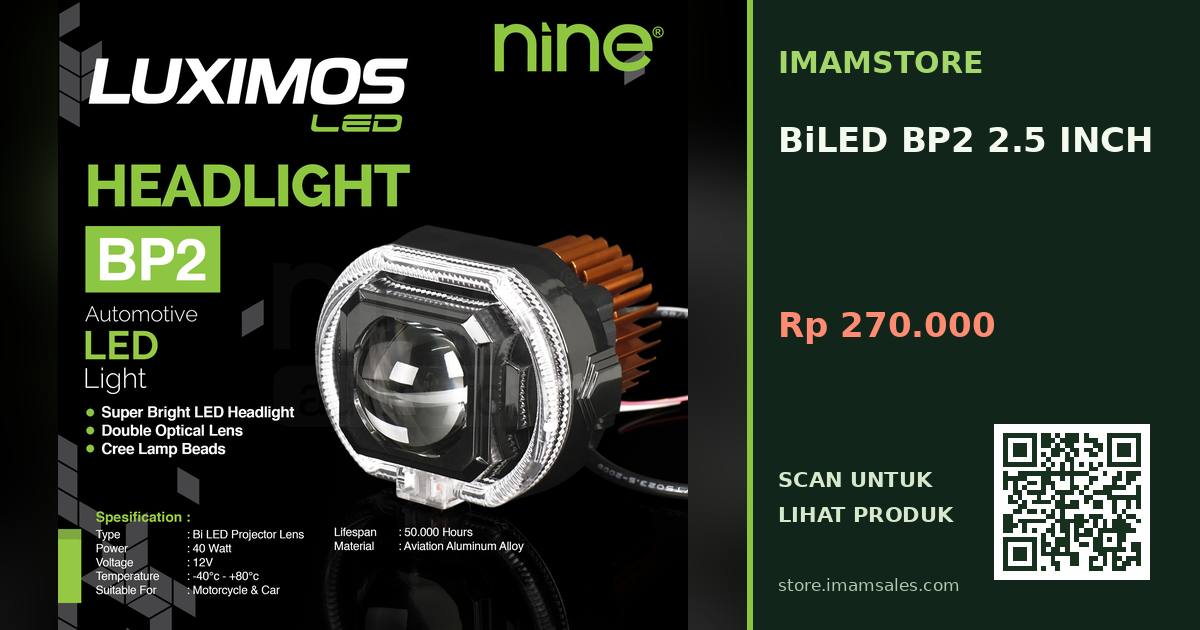 LUXIMOS
LED
nine®
HEADLIGHT
BP2
Automotive
LED
Light
Super Bright LED Headlight
Double Optical Lens
Cree Lamp Beads
Spesification :
Type : Bi LED Projector Lens
Power : 40 Watt
Voltage : 12V
Temperature : -40°c - +80°c
Suitable For : Motorcycle & Car
Lifespan : 50.000 Hours
Material : Aviation Aluminum Alloy
IMAMSTORE
BiLED BP2 2.5 INCH
Rp 270.000
SCAN UNTUK
LIHAT PRODUK
store.imamsales.com